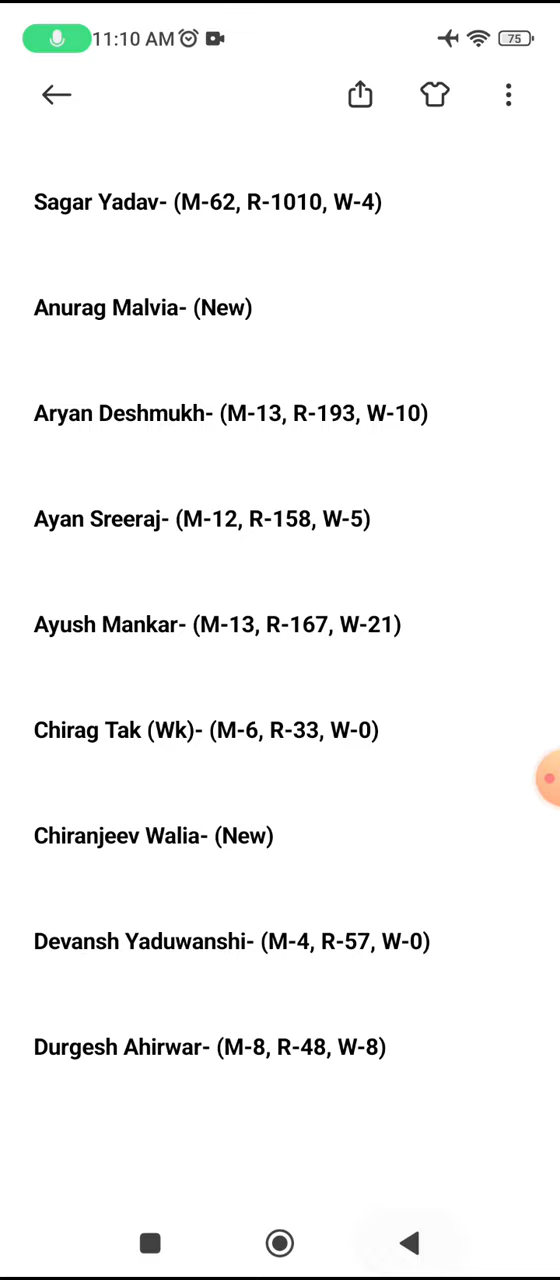 11:10 AM
75
Sagar Yadav- (M-62, R-1010, W-4)
Anurag Malvia- (New)
Aryan Deshmukh- (M-13, R-193, W-10)
Ayan Sreeraj- (M-12, R-158, W-5)
Ayush Mankar- (M-13, R-167, W-21)
Chirag Tak (Wk)- (M-6, R-33, W-0)
Chiranjeev Walia- (New)
Devansh Yaduwanshi- (M-4, R-57, W-0)
Durgesh Ahirwar- (M-8, R-48, W-8)